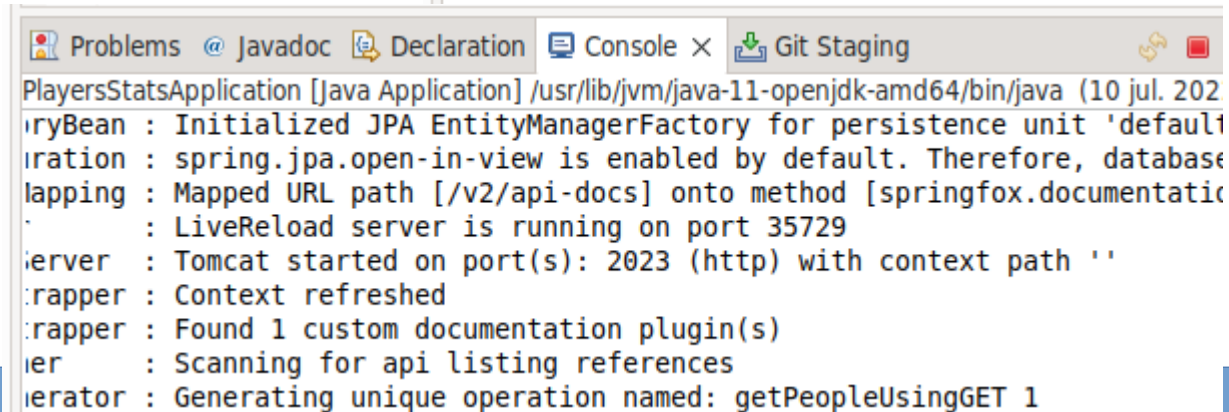 Problems @ Javadoc Declaration Console Git Staging
PlayersStatsApplication [Java Application] /usr/lib/jvm/java-11-openjdk-amd64/bin/java (10 jul. 202
ryBean : Initialized JPA EntityManagerFactory for persistence unit 'default
ration : spring.jpa.open-in-view is enabled by default. Therefore, database
apping : Mapped URL path [/v2/api-docs] onto method [springfox.documentatio
: LiveReload server is running on port 35729
erver : Tomcat started on port(s): 2023 (http) with context path ''
rapper : Context refreshed
rapper : Found 1 custom documentation plugin(s)
er : Scanning for api listing references
erator : Generating unique operation named: getPeopleUsingGET 1